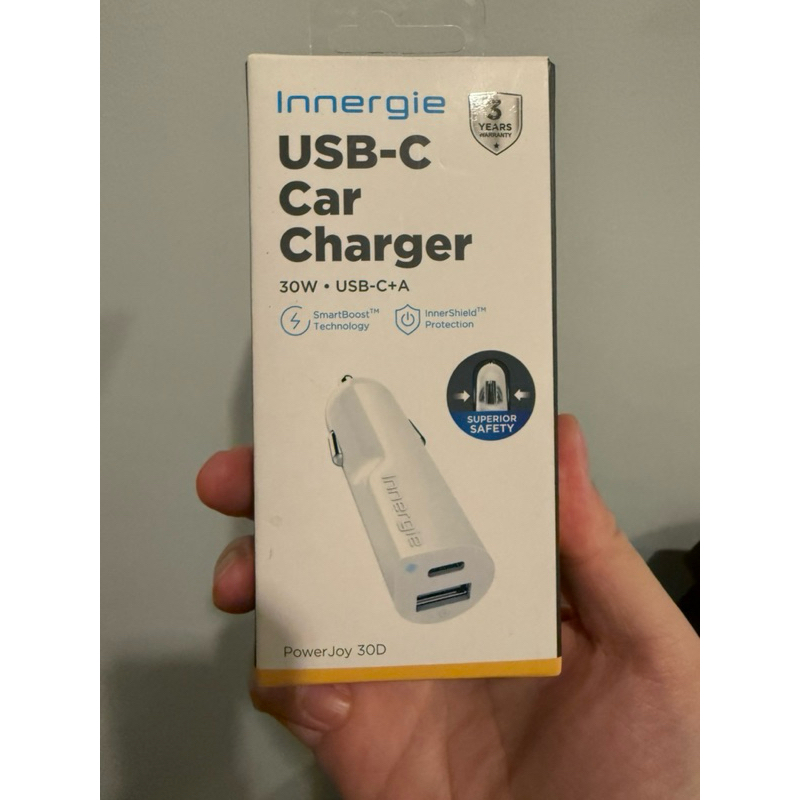 Innergie
3
YEARS
WARRANTY
USB-C
Car
Charger
30W • USB-C+A
SmartBoost™
Technology
InnerShield™
Protection
SUPERIOR
SAFETY
Innergie
PowerJoy 30D